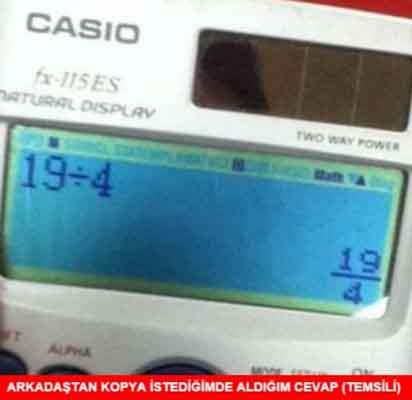 CASIO
fx-115ES
NATURAL DISPLAY
TWO WAY POWER
Math ▲
19÷4
19
4
ALPHA
ON
ARKADAŞTAN KOPYA İSTEDİĞİMDE ALDIĞIM CEVAP (TEMSİLİ)